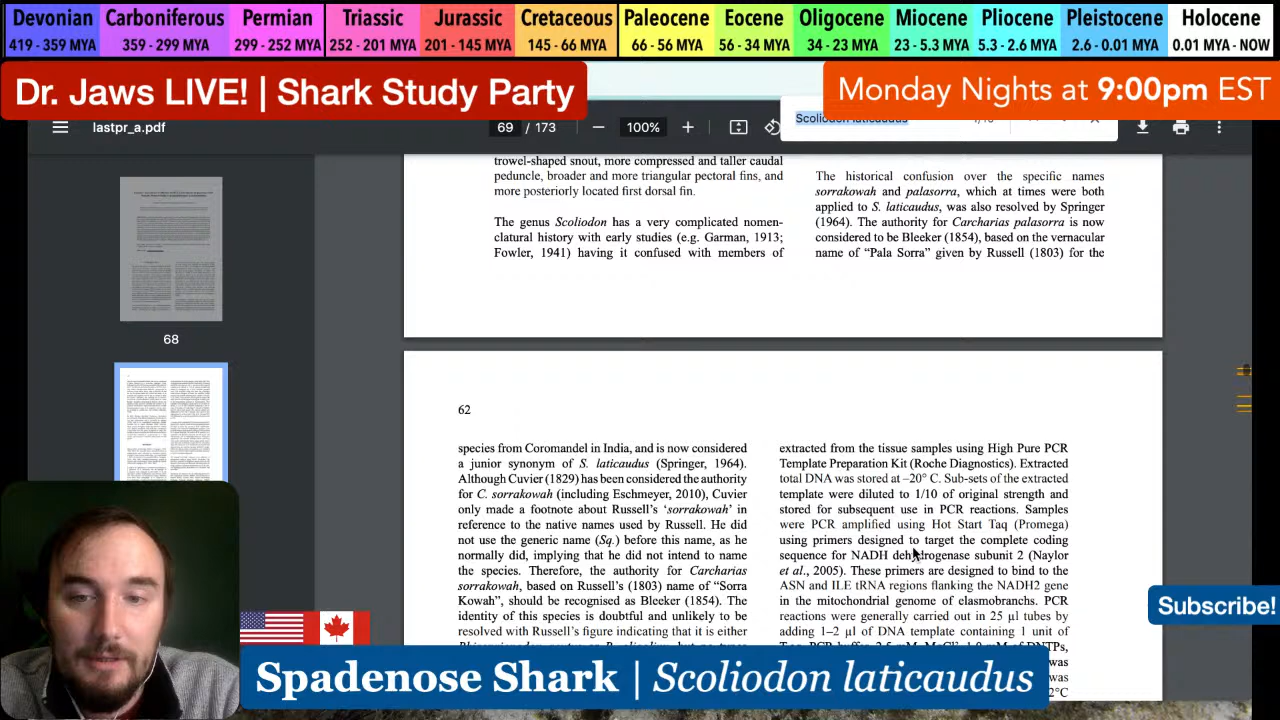 Devonian Carboniferous Permian Triassic Jurassic Cretaceous Paleocene Eocene Oligocene Miocene Pliocene Pleistocene Holocene
419 - 359 MYA 359 - 299 MYA 299 - 252 MYA 252 - 201 MYA 201 - 145 MYA 145 - 66 MYA 66 - 56 MYA 56 - 34 MYA 34 - 23 MYA 23 - 5.3 MYA 5.3 - 2.6 MYA 2.6 - 0.01 MYA 0.01 MYA - NOW
Dr. Jaws LIVE! | Shark Study Party
Monday Nights at 9:00pm EST
lastpr_a.pdf
69 / 173
100%
Scoliodon laticaudus
68
trowel-shaped snout, more compressed and taller caudal
peduncle, broader and more triangular pectoral fins, and
more posteriorly located first dorsal fin.
The genus Scoliodon has a very complicated nomen-
clatural history with early studies (e.g. Garman, 1913;
Fowler, 1941) having it confused with members of
The historical confusion over the specific names
sorrakowah and palasorra, which at times were both
applied to S. laticaudus, was also resolved by Springer
(1964). The authority for Carcharias palasorra is now
considered to be Bleeker (1854), based on the vernacular
name of “Pala Sorra” given by Russell (1803) for the
62
species from Coromandel in India, and is now considered
a junior synonym of S. laticaudus (Springer, 1964).
Although Cuvier (1829) has been considered the authority
for C. sorrakowah (including Eschmeyer, 2010), Cuvier
only made a footnote about Russell’s ‘sorrakowah’ in
reference to the native names used by Russell. He did
not use the generic name (Sq.) before this name, as he
normally did, implying that he did not intend to name
the species. Therefore, the authority for Carcharias
sorrakowah, based on Russell’s (1803) name of “Sorra
Kowah”, should be recognised as Bleeker (1854). The
identity of this species is doubtful and unlikely to be
resolved with Russell’s figure indicating that it is either
extracted from the tissue samples using High Pure PCR
Template Preparation Kit (Roche Diagnostics). Extracted
total DNA was stored at –20° C. Sub-sets of the extracted
template were diluted to 1/10 of original strength and
stored for subsequent use in PCR reactions. Samples
were PCR amplified using Hot Start Taq (Promega)
using primers designed to target the complete coding
sequence for NADH dehydrogenase subunit 2 (Naylor
et al., 2005). These primers are designed to bind to the
ASN and ILE tRNA regions flanking the NADH2 gene
in the mitochondrial genome of elasmobranchs. PCR
reactions were generally carried out in 25 µl tubes by
adding 1–2 µl of DNA template containing 1 unit of
was
was
2°C
Subscribe!
Spadenose Shark | Scoliodon laticaudus